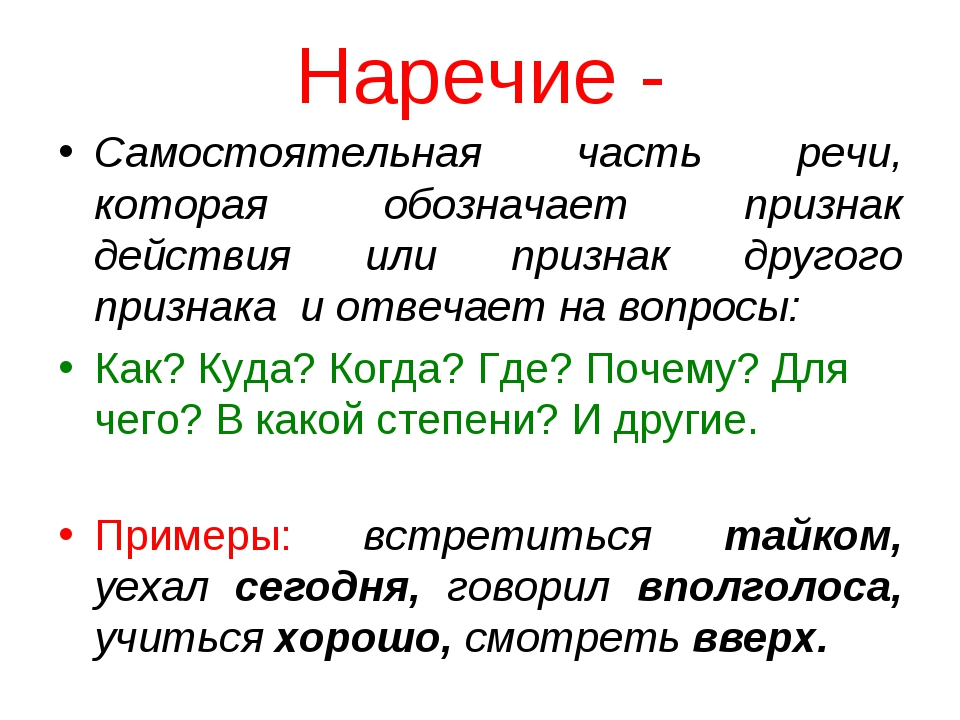 Наречие -
• Самостоятельная часть речи,
которая обозначает признак
действия или признак другого
признака и отвечает на вопросы:
• Как? Куда? Когда? Где? Почему? Для
чего? В какой степени? И другие.
• Примеры: встретиться тайком,
уехал сегодня, говорил вполголоса,
учиться хорошо, смотреть вверх.